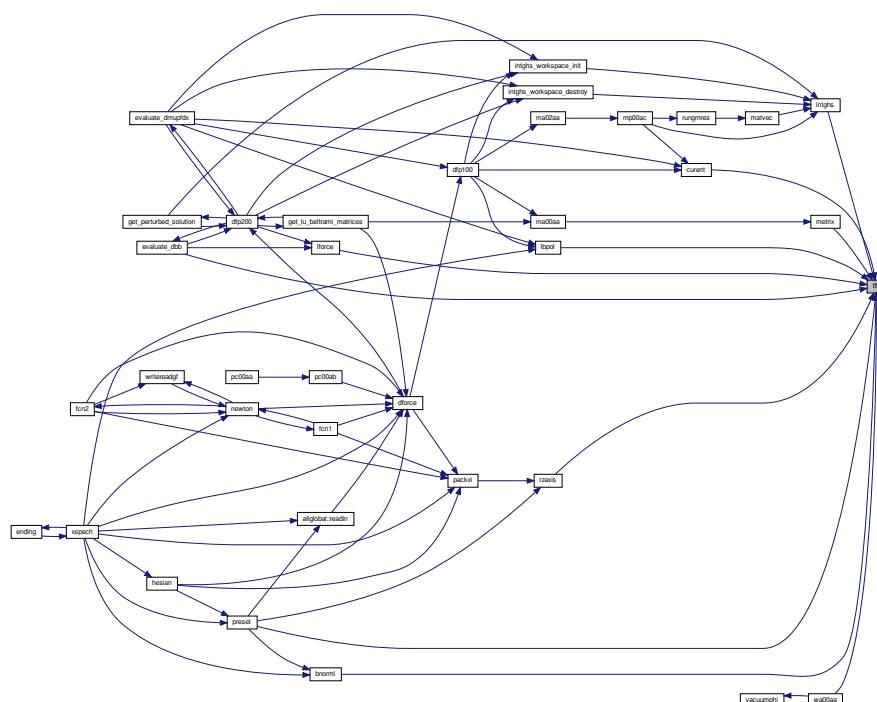 intghs_workspace_init
intghs_workspace_destroy
intghs
evaluate_dmupfdx
ma02aa
mp00ac
rungmres
matvec
dfp100
curent
get_perturbed_solution
dfp200
get_lu_beltrami_matrices
ma00aa
metrix
evaluate_dbb
lforce
lbpol
writereadgf
pc00aa
pc00ab
fcn2
newton
dforce
fcn1
packxi
rzaxis
allglobal::readin
ending
xspech
hesian
preset
bnorml
vacuumphi
wa00aa